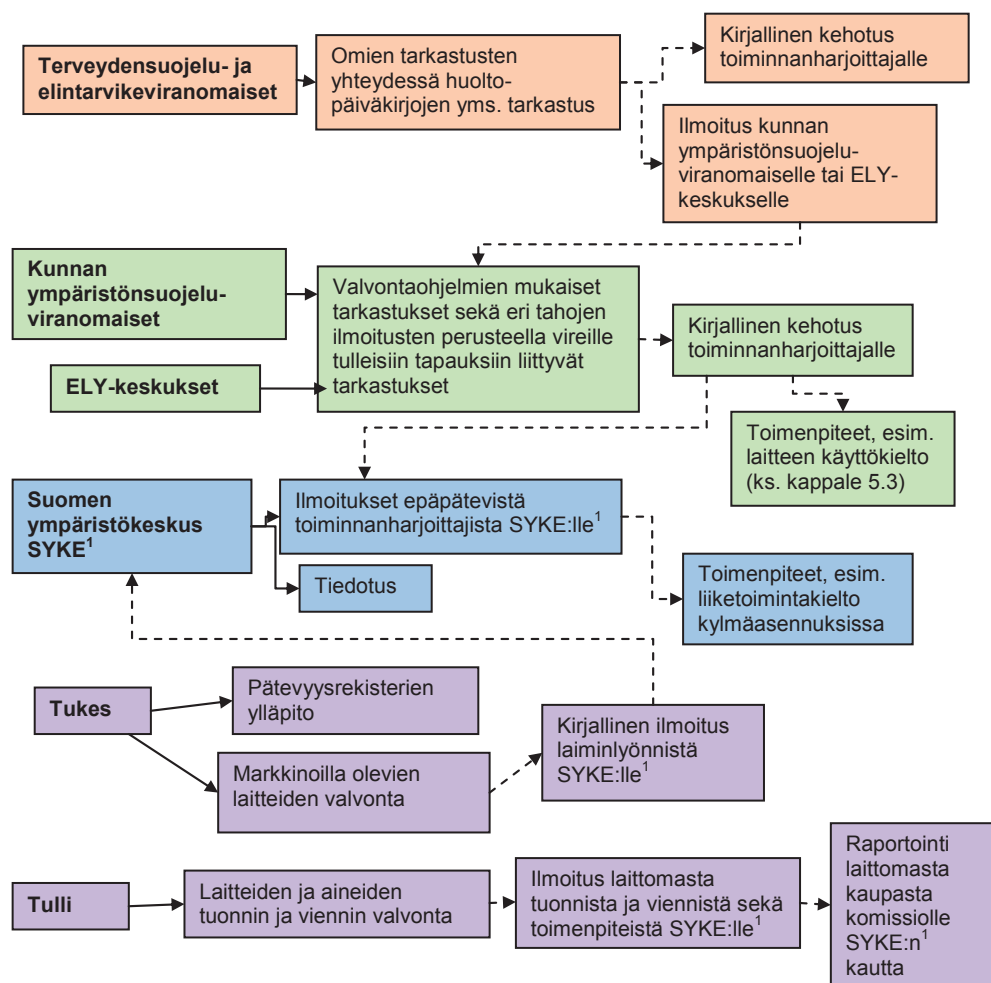 Terveydensuojelu- ja
elintarvikeviranomaiset
Omien tarkastusten
yhteydessä huolto-
päiväkirjojen yms. tarkastus
Kirjallinen kehotus
toiminnanharjoittajalle
Ilmoitus kunnan
ympäristönsuojelu-
viranomaiselle tai ELY-
keskukselle
Kunnan
ympäristönsuojelu-
viranomaiset
ELY-keskukset
Valvontaohjelmien mukaiset
tarkastukset sekä eri tahojen
ilmoitusten perusteella vireille
tulleisiin tapauksiin liittyvät
tarkastukset
Kirjallinen kehotus
toiminnanharjoittajalle
Toimenpiteet, esim.
laitteen käyttökielto
(ks. kappale 5.3)
Suomen
ympäristökeskus
SYKE¹
Ilmoitukset epäpätevistä
toiminnanharjoittajista SYKE:lle¹
Tiedotus
Toimenpiteet, esim.
liiketoimintakielto
kylmäasennuksissa
Tukes
Pätevyysrekisterien
ylläpito
Markkinoilla olevien
laitteiden valvonta
Kirjallinen ilmoitus
laiminlyönnistä
SYKE:lle¹
Tulli
Laitteiden ja aineiden
tuonnin ja viennin valvonta
Ilmoitus laittomasta
tuonnista ja viennistä sekä
toimenpiteistä SYKE:lle¹
Raportointi
laittomasta
kaupasta
komissiolle
SYKE:n¹
kautta